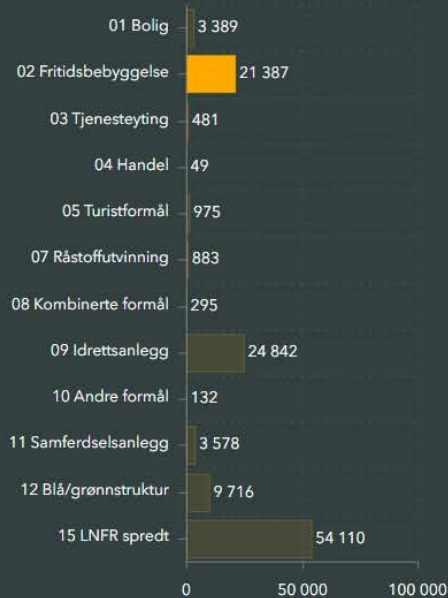 01 Bolig 3 389
02 Fritidsbebyggelse 21 387
03 Tjenesteyting 481
04 Handel 49
05 Turistformål 975
07 Råstoffutvinning 883
08 Kombinerte formål 295
09 Idrettsanlegg 24 842
10 Andre formål 132
11 Samferdselsanlegg 3 578
12 Blå/grønnstruktur 9 716
15 LNFR spredt 54 110
0 50 000 100 000